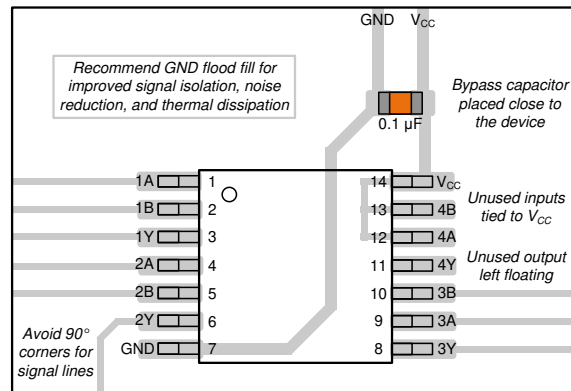 GND VCC
Recommend GND flood fill for
improved signal isolation, noise
reduction, and thermal dissipation
Bypass capacitor
placed close to
the device
0.1 µF
1A 1 14 VCC
1B 2 13 4B
1Y 3 12 4A
2A 4 11 4Y
2B 5 10 3B
2Y 6 9 3A
GND 7 8 3Y
Unused inputs
tied to VCC
Unused output
left floating
Avoid 90°
corners for
signal lines